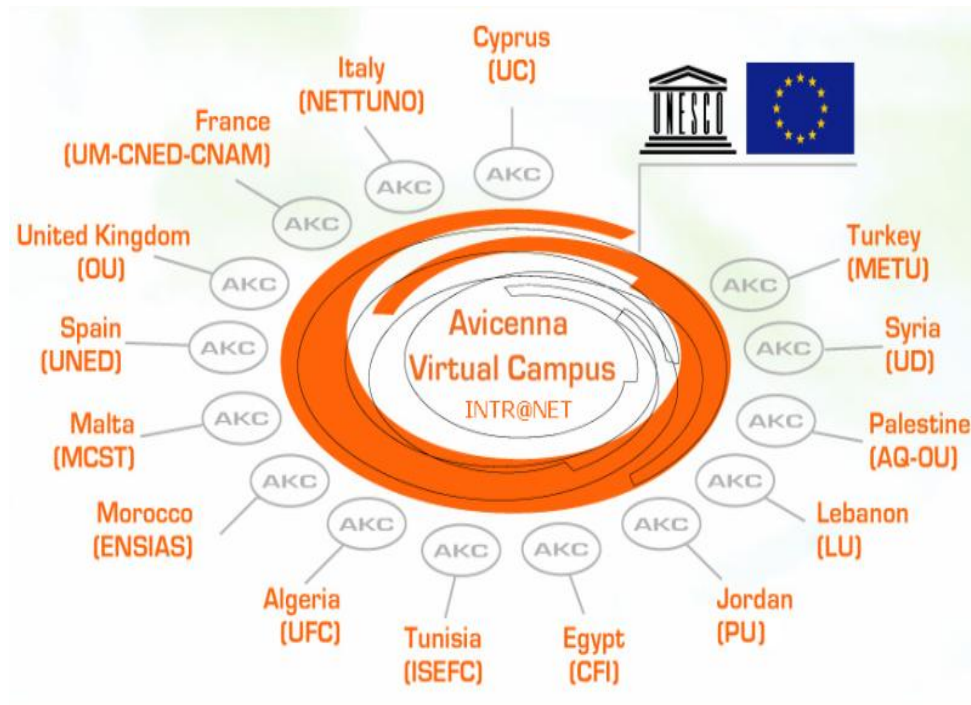 Cyprus
(UC)
Italy
(NETTUNO)
UNESCO
France
(UM-CNED-CNAM)
AKC
AKC
AKC
United Kingdom
(OU)
Turkey
(METU)
AKC
AKC
Spain
(UNED)
AKC
Avicenna
Virtual Campus
INTR@NET
AKC
Syria
(UD)
Malta
(MCST)
AKC
AKC
Palestine
(AQ-OU)
Morocco
(ENSIAS)
AKC
AKC
Lebanon
(LU)
Algeria
(UFC)
AKC
AKC
AKC
AKC
Jordan
(PU)
Tunisia
(ISEFC)
Egypt
(CFI)